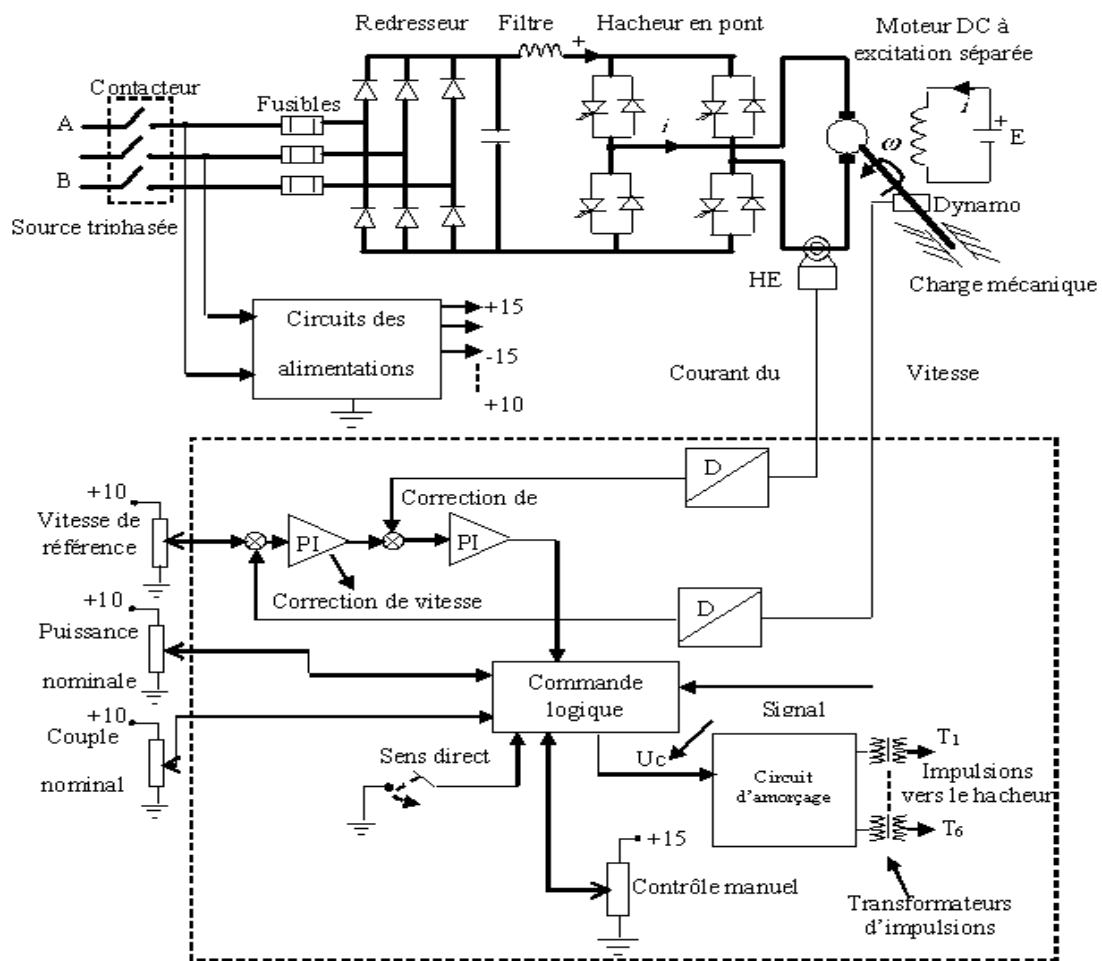 Redresseur
Filtre
Hacheur en pont
Moteur DC à
excitation séparée
Contacteur
Fusibles
A
B
Source triphasée
+
i
ω
i
+
E
Dynamo
HE
Charge mécanique
Circuits des
alimentations
+15
-15
+10
Courant du
Vitesse
+10
Vitesse de
référence
PI
Correction de
PI
D
Correction de vitesse
D
+10
Puissance
nominale
+10
Couple
nominal
Commande
logique
Signal
Sens direct
Uc
Circuit
d'amorçage
T1
Impulsions
vers le hacheur
T6
+15
Contrôle manuel
Transformateurs
d'impulsions